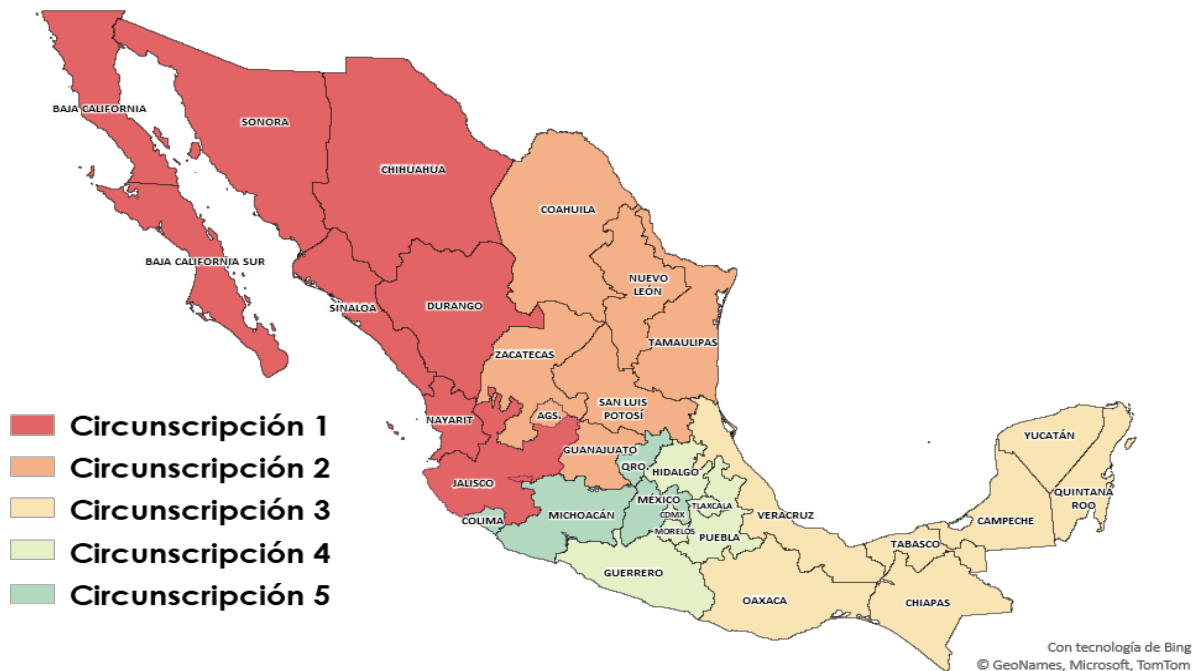 BAJA CALIFORNIA
SONORA
CHIHUAHUA
COAHUILA
BAJA CALIFORNIA SUR
NUEVO
LEÓN
SINALOA
DURANGO
TAMAULIPAS
ZACATECAS
SAN LUIS
POTOSÍ
AGS.
NAYARIT
GUANAJUATO
QRO.
HIDALGO
JALISCO
MÉXICO
TLAXCALA
COLIMA
MICHOACÁN
CDMX
MORELOS
PUEBLA
VERACRUZ
GUERRERO
OAXACA
TABASCO
CHIAPAS
CAMPECHE
YUCATÁN
QUINTANA
ROO
Circunscripción 1
Circunscripción 2
Circunscripción 3
Circunscripción 4
Circunscripción 5
Con tecnología de Bing
© GeoNames, Microsoft, TomTom